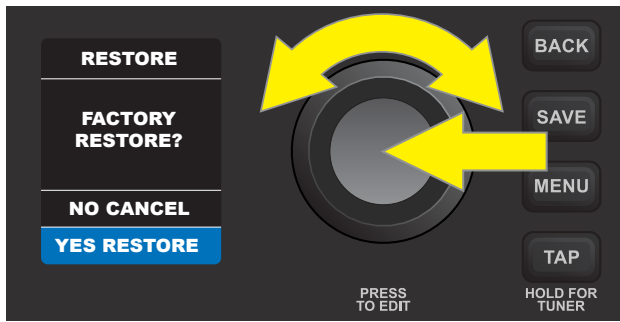 RESTORE
FACTORY
RESTORE?
NO CANCEL
YES RESTORE
PRESS
TO EDIT
BACK
SAVE
MENU
TAP
HOLD FOR
TUNER